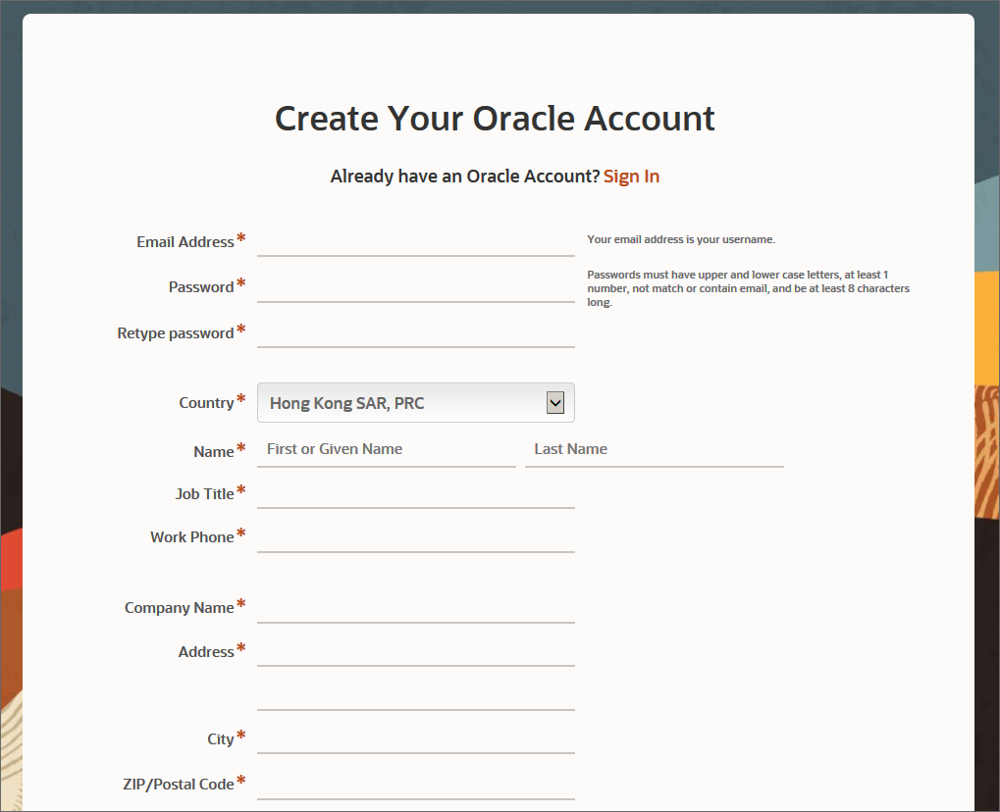 Create Your Oracle Account
Already have an Oracle Account? Sign In
Email Address*
Your email address is your username.
Password*
Passwords must have upper and lower case letters, at least 1
number, not match or contain email, and be at least 8 characters
long.
Retype password*
Country*
Hong Kong SAR, PRC
Name*
First or Given Name
Last Name
Job Title*
Work Phone*
Company Name*
Address*
City*
ZIP/Postal Code*